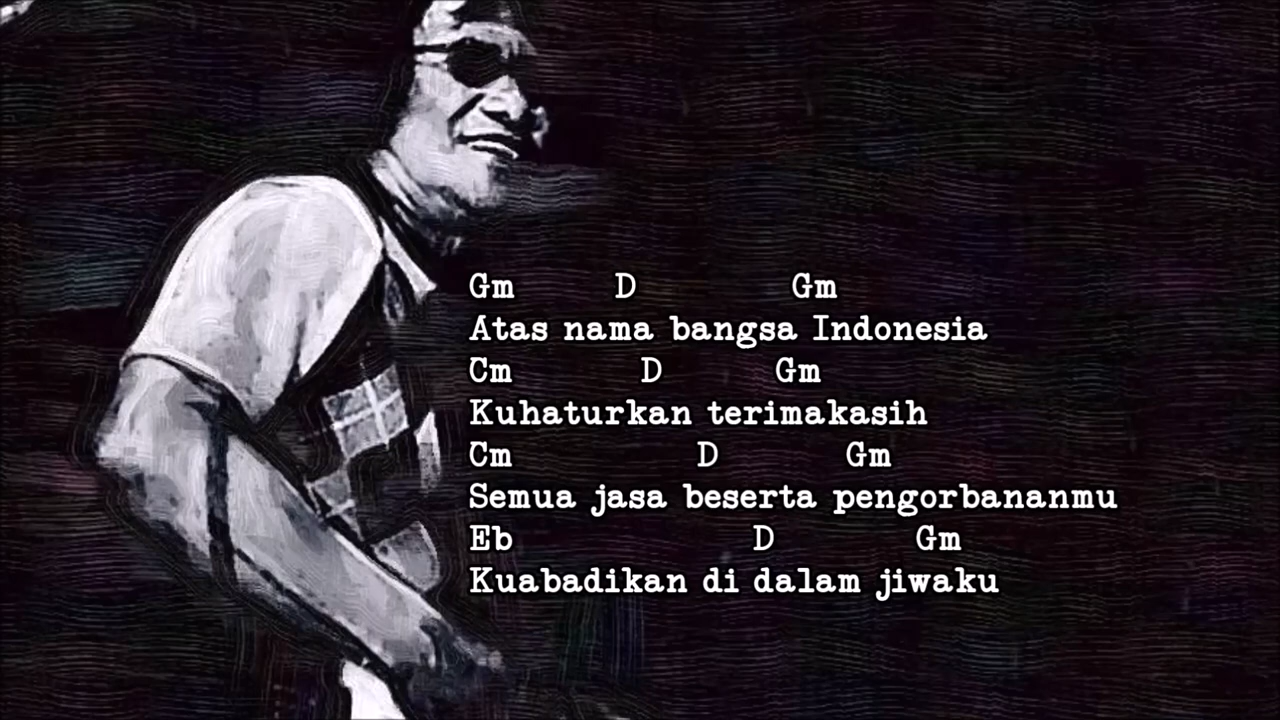 Gm D Gm
Atas nama bangsa Indonesia
Cm D Gm
Kuhaturkan terimakasih
Cm D Gm
Semua jasa beserta pengorbananmu
Eb D Gm
Kuabadikan di dalam jiwaku